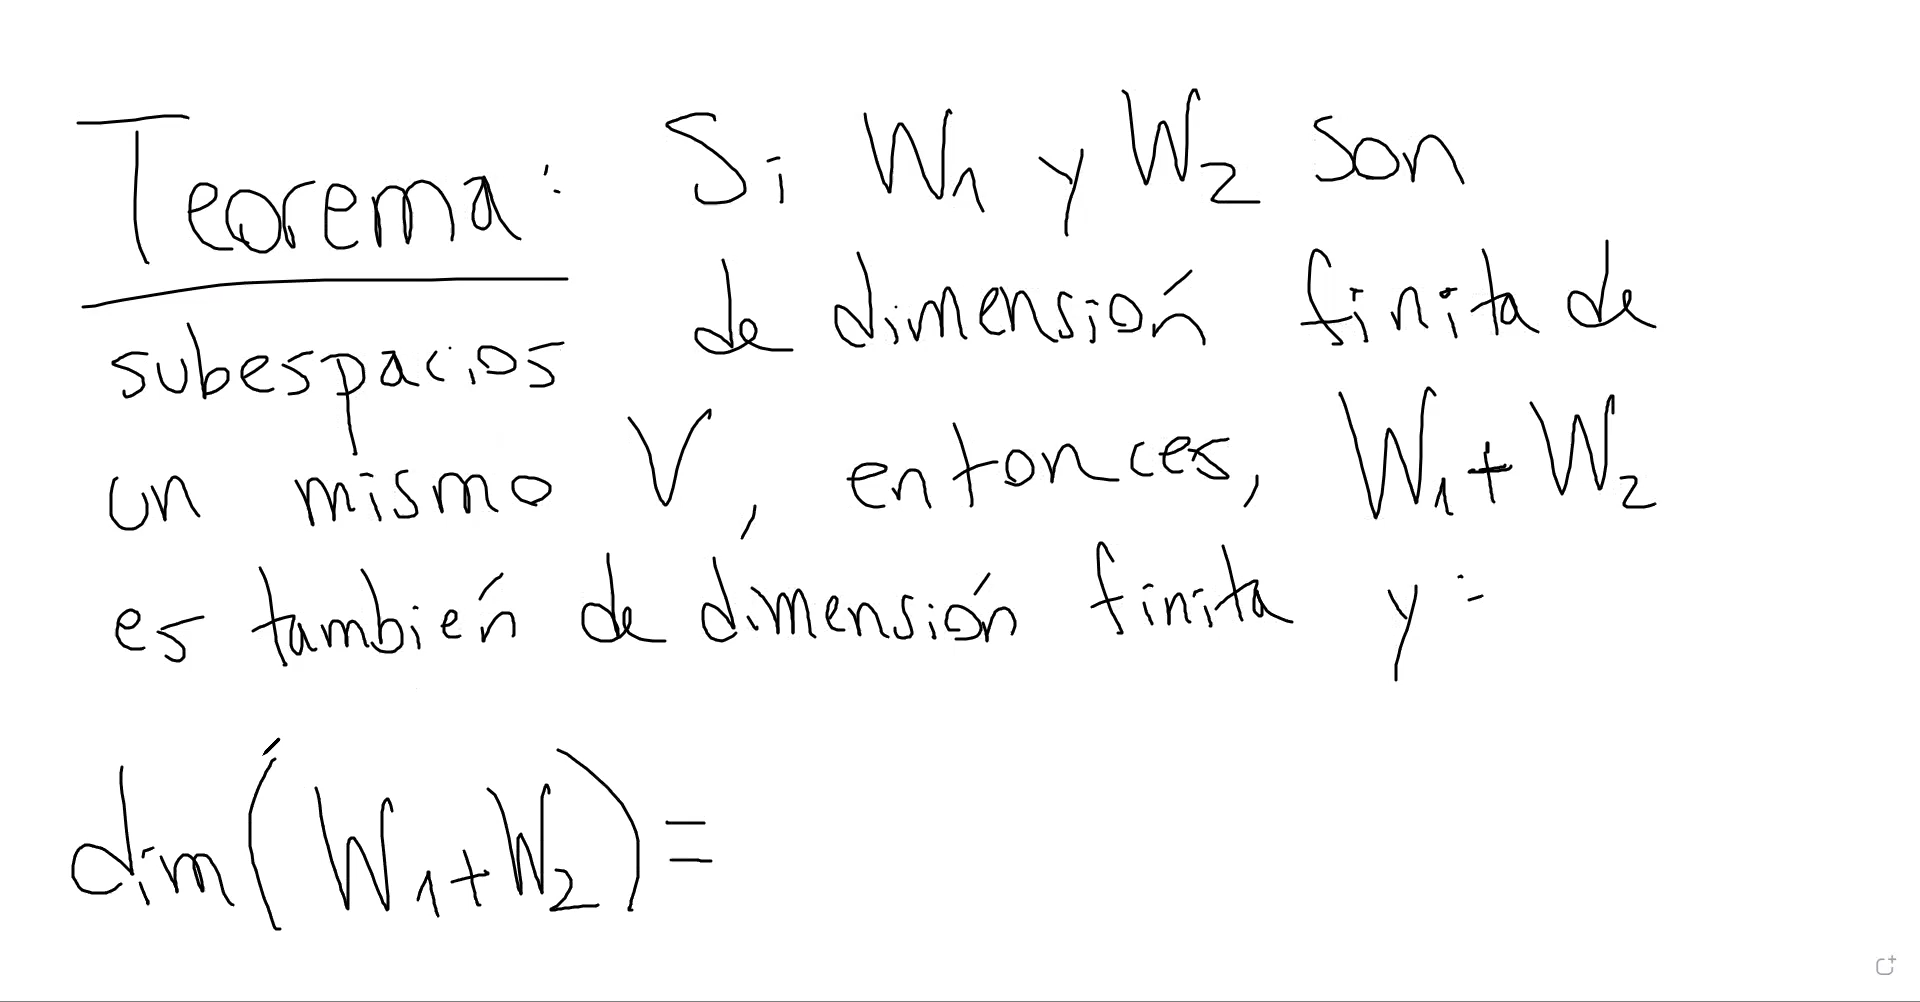 Teorema: Si W₁ y W₂ son
subespacios de dimensión finita de
un mismo V, entonces, W₁ + W₂
es también de dimensión finita y:
dim(W₁+W₂)=